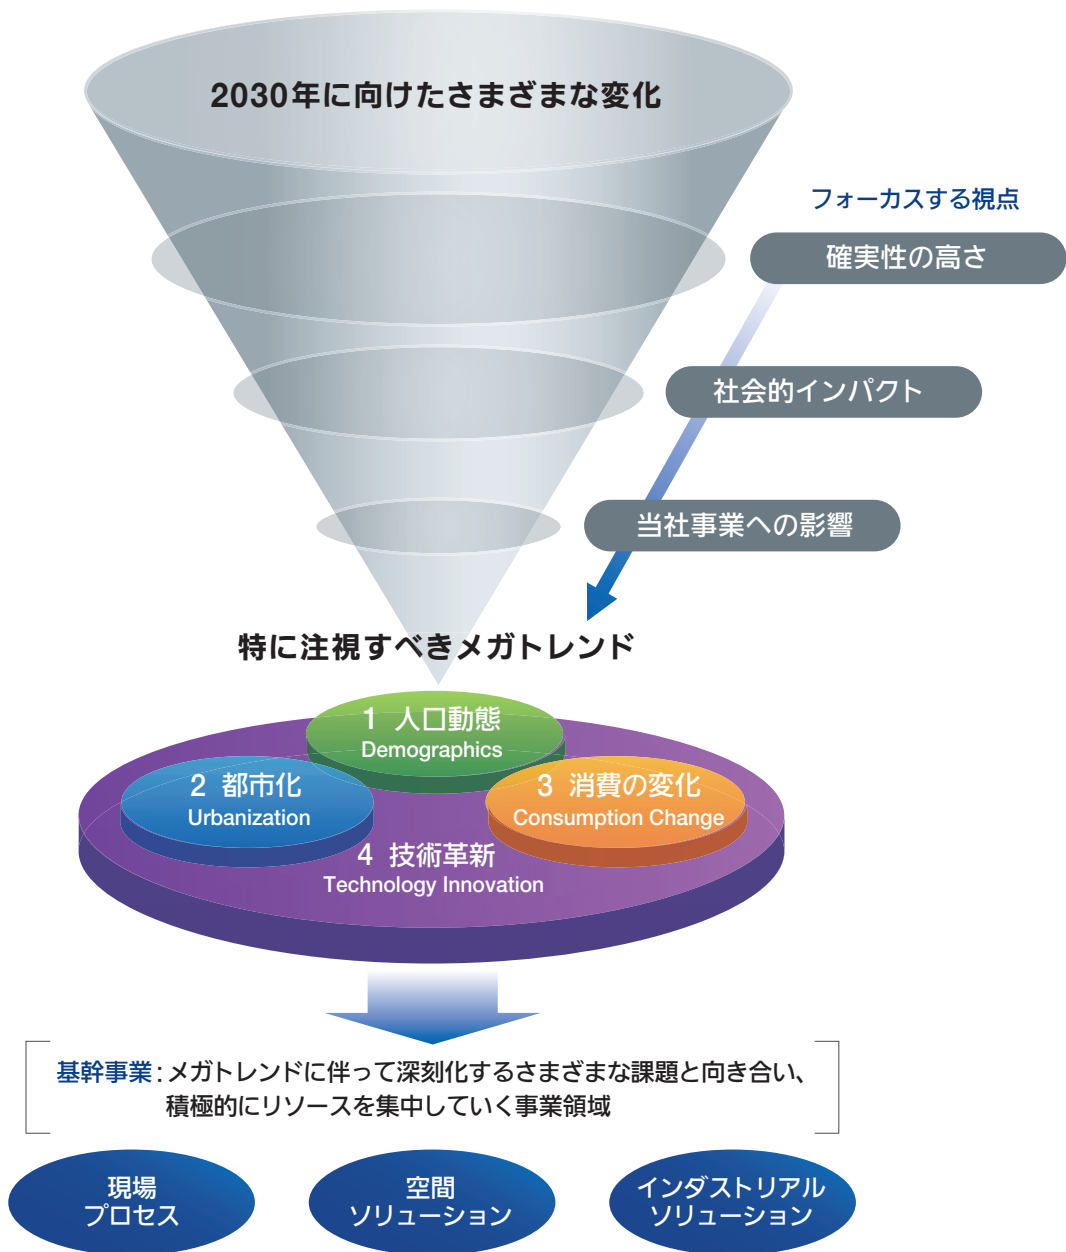 2030年に向けたさまざまな変化
フォーカスする視点
確実性の高さ
社会的インパクト
当社事業への影響
特に注視すべきメガトレンド
1 人口動態
Demographics
2 都市化
Urbanization
3 消費の変化
Consumption Change
4 技術革新
Technology Innovation
基幹事業:メガトレンドに伴って深刻化するさまざまな課題と向き合い、
積極的にリソースを集中していく事業領域
現場
プロセス
空間
ソリューション
インダストリアル
ソリューション